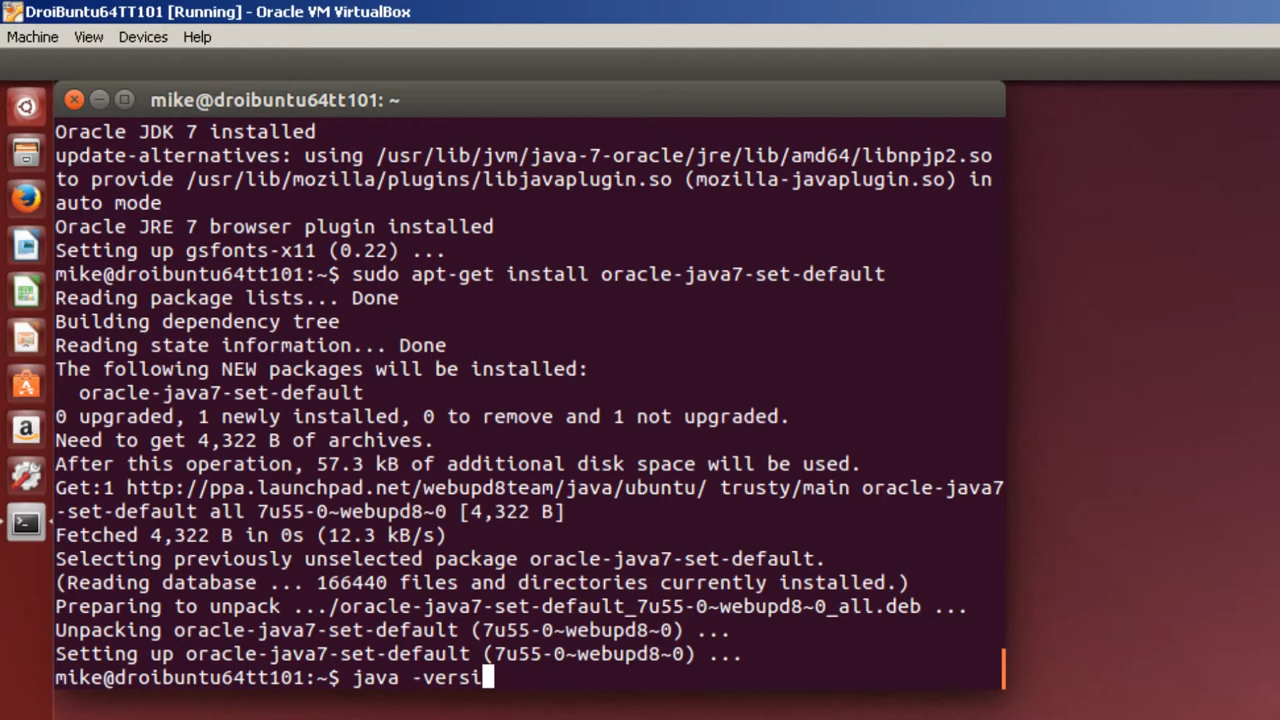 DroiBuntu64TT101 [Running] - Oracle VM VirtualBox
Machine View Devices Help
mike@droibuntu64tt101: ~
Oracle JDK 7 installed
update-alternatives: using /usr/lib/jvm/java-7-oracle/jre/lib/amd64/libnpjp2.so
to provide /usr/lib/mozilla/plugins/libjavaplugin.so (mozilla-javaplugin.so) in
auto mode
Oracle JRE 7 browser plugin installed
Setting up gsfonts-x11 (0.22) ...
mike@droibuntu64tt101:~$ sudo apt-get install oracle-java7-set-default
Reading package lists... Done
Building dependency tree
Reading state information... Done
The following NEW packages will be installed:
  oracle-java7-set-default
0 upgraded, 1 newly installed, 0 to remove and 1 not upgraded.
Need to get 4,322 B of archives.
After this operation, 57.3 kB of additional disk space will be used.
Get:1 http://ppa.launchpad.net/webupd8team/java/ubuntu/ trusty/main oracle-java7
-set-default all 7u55-0~webupd8~0 [4,322 B]
Fetched 4,322 B in 0s (12.3 kB/s)
Selecting previously unselected package oracle-java7-set-default.
(Reading database ... 166440 files and directories currently installed.)
Preparing to unpack .../oracle-java7-set-default_7u55-0~webupd8~0_all.deb ...
Unpacking oracle-java7-set-default (7u55-0~webupd8~0) ...
Setting up oracle-java7-set-default (7u55-0~webupd8~0) ...
mike@droibuntu64tt101:~$ java -versi